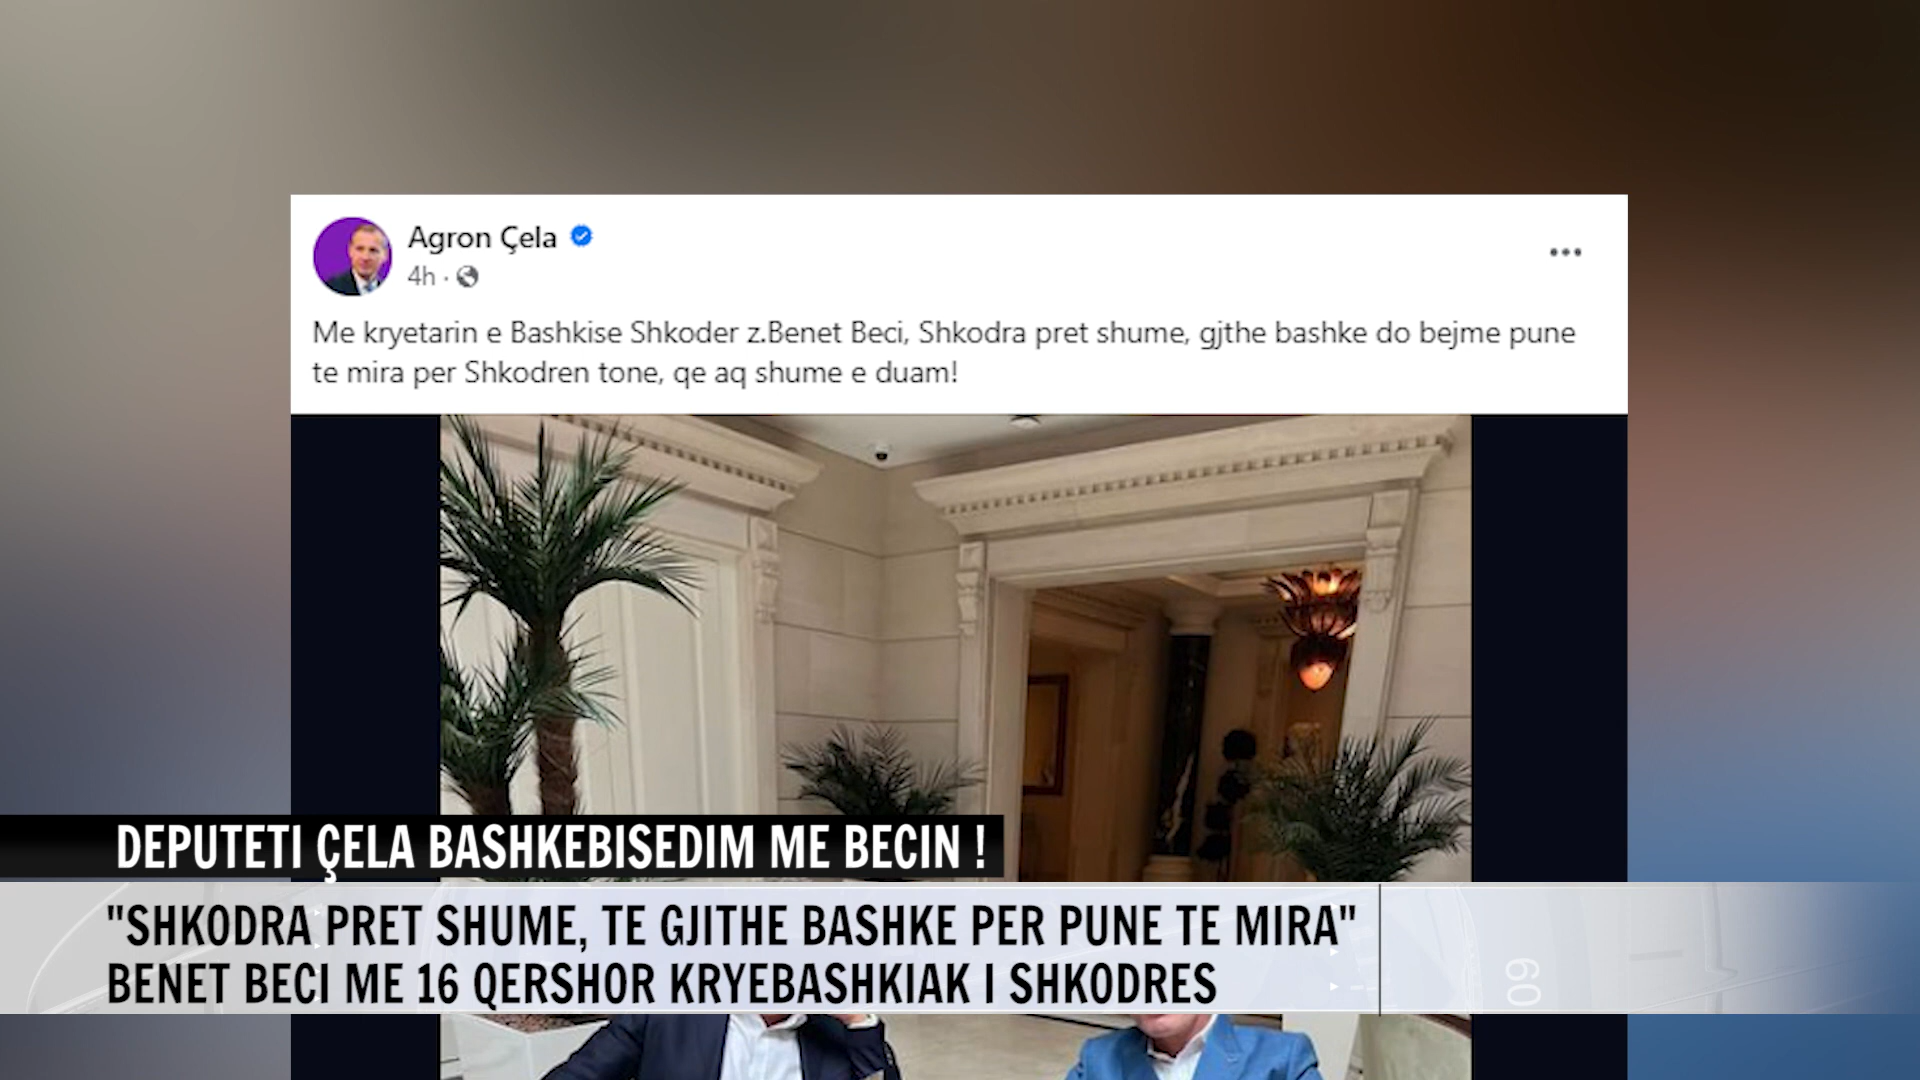 Agron Çela
4h ·
Me kryetarin e Bashkise Shkoder z.Benet Beci, Shkodra pret shume, gjthe bashke do bejme pune
te mira per Shkodren tone, qe aq shume e duam!
DEPUTETI ÇELA BASHKEBISEDIM ME BECIN !
"SHKODRA PRET SHUME, TE GJITHE BASHKE PER PUNE TE MIRA"
BENET BECI ME 16 QERSHOR KRYEBASHKIAK I SHKODRES
09